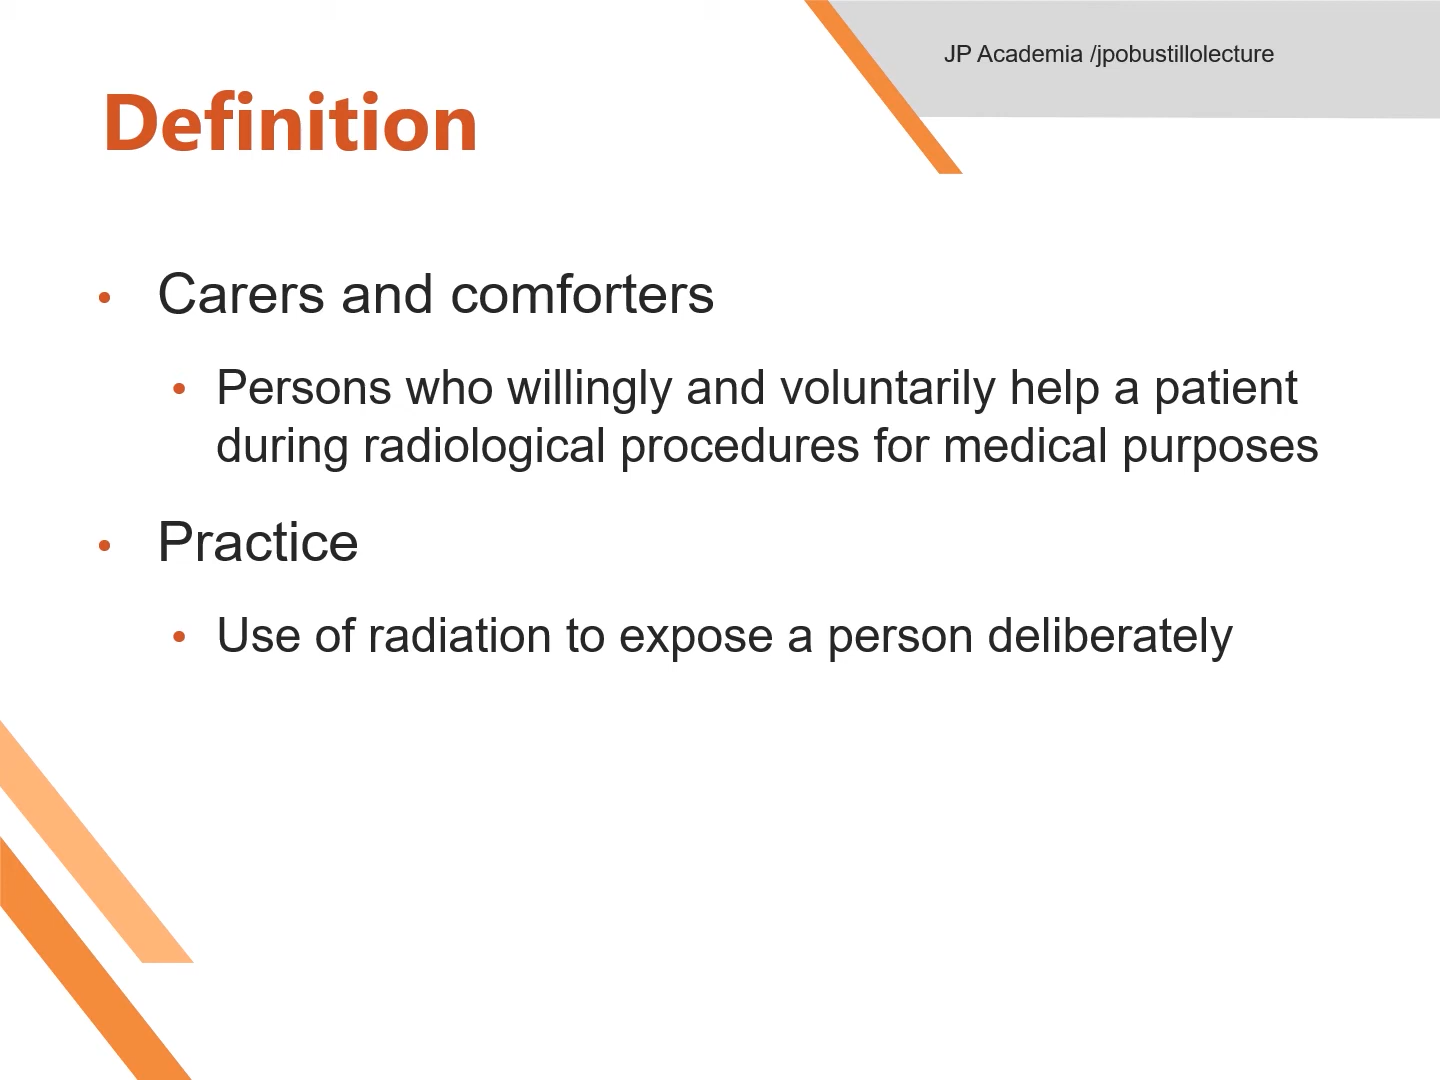 JP Academia /jpobustillolecture
Definition
• Carers and comforters
• Persons who willingly and voluntarily help a patient
during radiological procedures for medical purposes
• Practice
• Use of radiation to expose a person deliberately